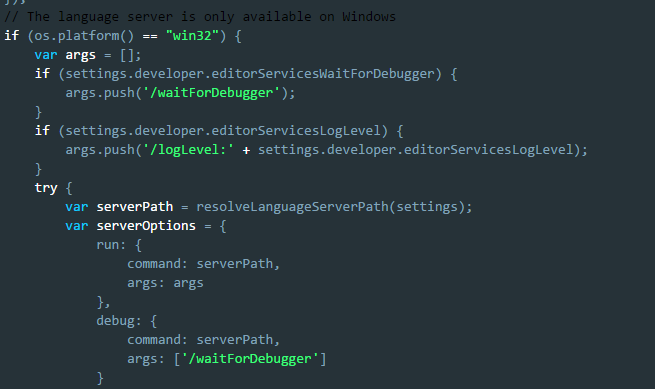 });
// The language server is only available on Windows
if (os.platform() == "win32") {
    var args = [];
    if (settings.developer.editorServicesWaitForDebugger) {
        args.push('/waitForDebugger');
    }
    if (settings.developer.editorServicesLogLevel) {
        args.push('/logLevel:' + settings.developer.editorServicesLogLevel);
    }
    try {
        var serverPath = resolveLanguageServerPath(settings);
        var serverOptions = {
            run: {
                command: serverPath,
                args: args
            },
            debug: {
                command: serverPath,
                args: ['/waitForDebugger']
            }